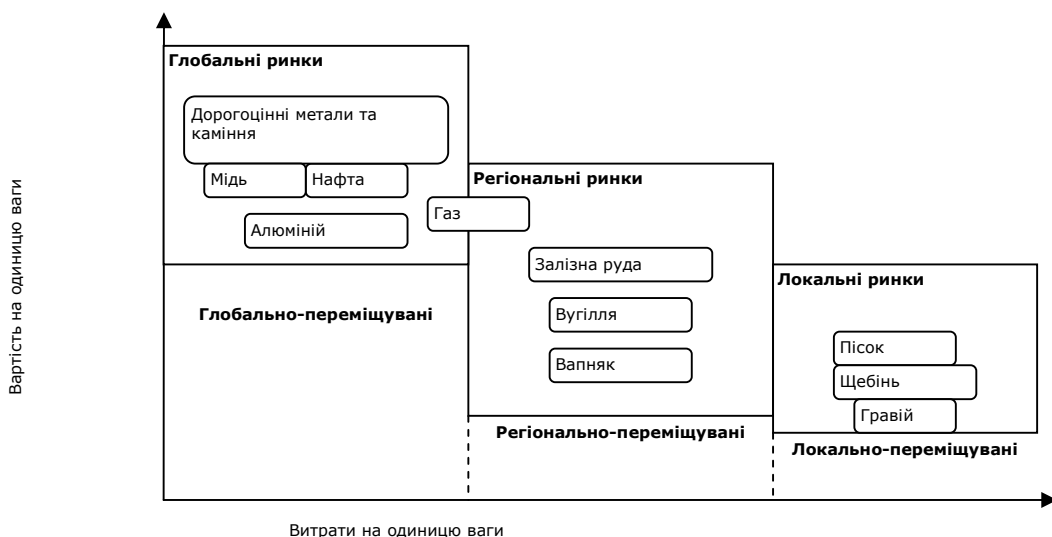 Глобальні ринки
Дорогоцінні метали та
каміння
Мідь
Нафта
Алюміній
Газ
Регіональні ринки
Залізна руда
Вугілля
Вапняк
Локальні ринки
Пісок
Щебінь
Гравій
Глобально-переміщувані
Регіонально-переміщувані
Локально-переміщувані
Вартість на одиницю ваги
Витрати на одиницю ваги